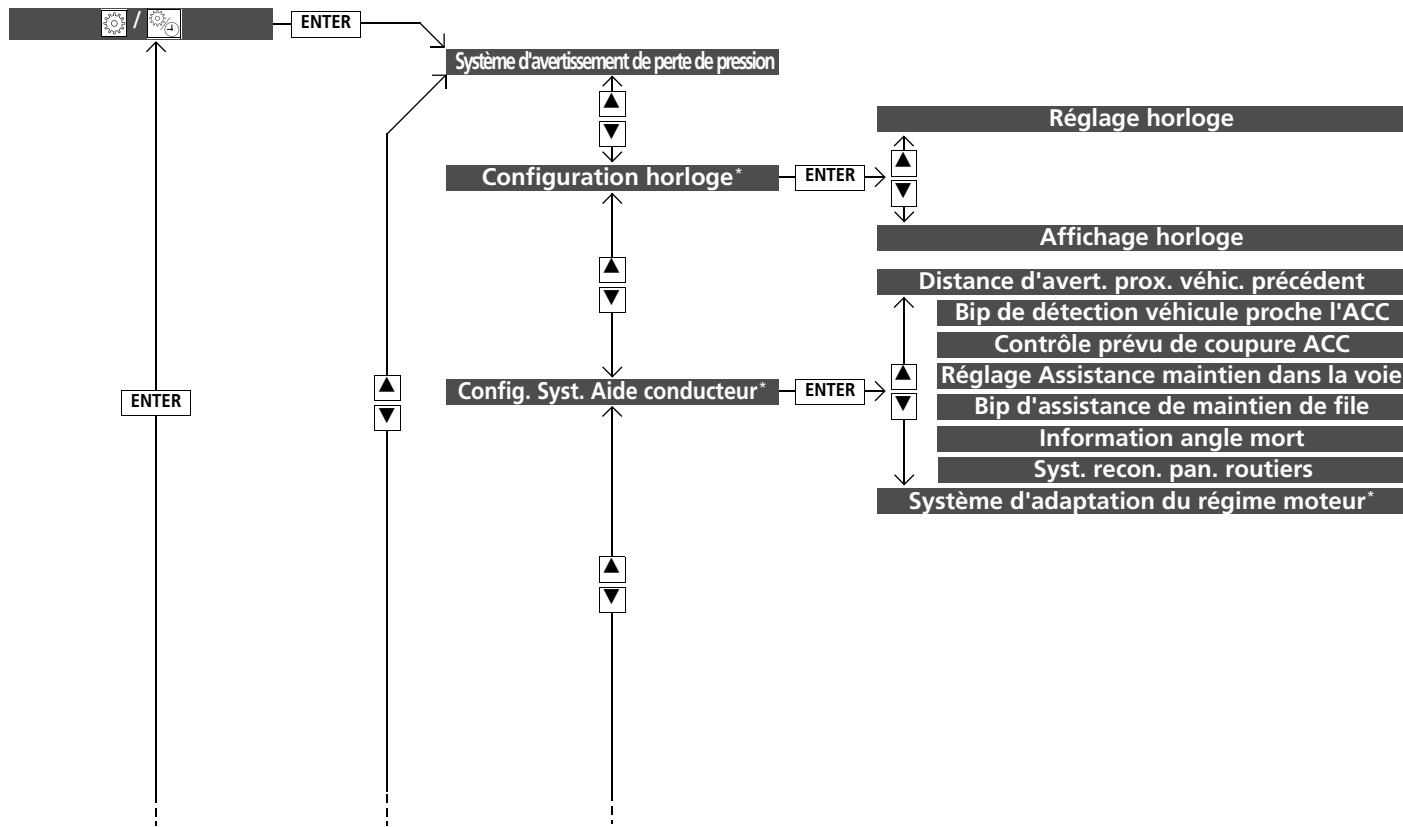 /
ENTER
Système d'avertissement de perte de pression
▲
▼
Réglage horloge
Configuration horloge*
ENTER
▲
▼
Affichage horloge
▲
▼
Distance d'avert. prox. véhic. précédent
Bip de détection véhicule proche l'ACC
Contrôle prévu de coupure ACC
Config. Syst. Aide conducteur*
ENTER
▲
▼
Réglage Assistance maintien dans la voie
Bip d'assistance de maintien de file
Information angle mort
Syst. recon. pan. routiers
Système d'adaptation du régime moteur*
ENTER
▲
▼
▲
▼